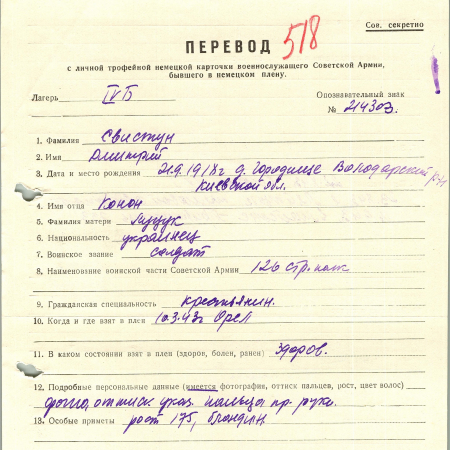 Сов. секретно
ПЕРЕВОД 518
с личной трофейной немецкой карточки военнослужащего Советской Армии,
бывшего в немецком плену.
Лагерь IVБ
Опознавательный знак
№ 214303.
1. Фамилия Свистун
2. Имя Дмитрий
3. Дата и место рождения 21.9.1918г д. Городище Володарский р-н
Киевской обл.
4. Имя отца Конон
5. Фамилия матери
6. Национальность украинец
7. Воинское звание солдат
8. Наименование воинской части Советской Армии 126 стр. полк
9. Гражданская специальность крестьянин.
10. Когда и где взят в плен 10.3.43г Орел
11. В каком состоянии взят в плен (здоров, болен, ранен) Здоров.
12. Подробные персональные данные (имеется фотография, оттиск пальцев, рост, цвет волос)
фото, оттиск указ. пальца пр. руки.
13. Особые приметы рост 175, блондин.